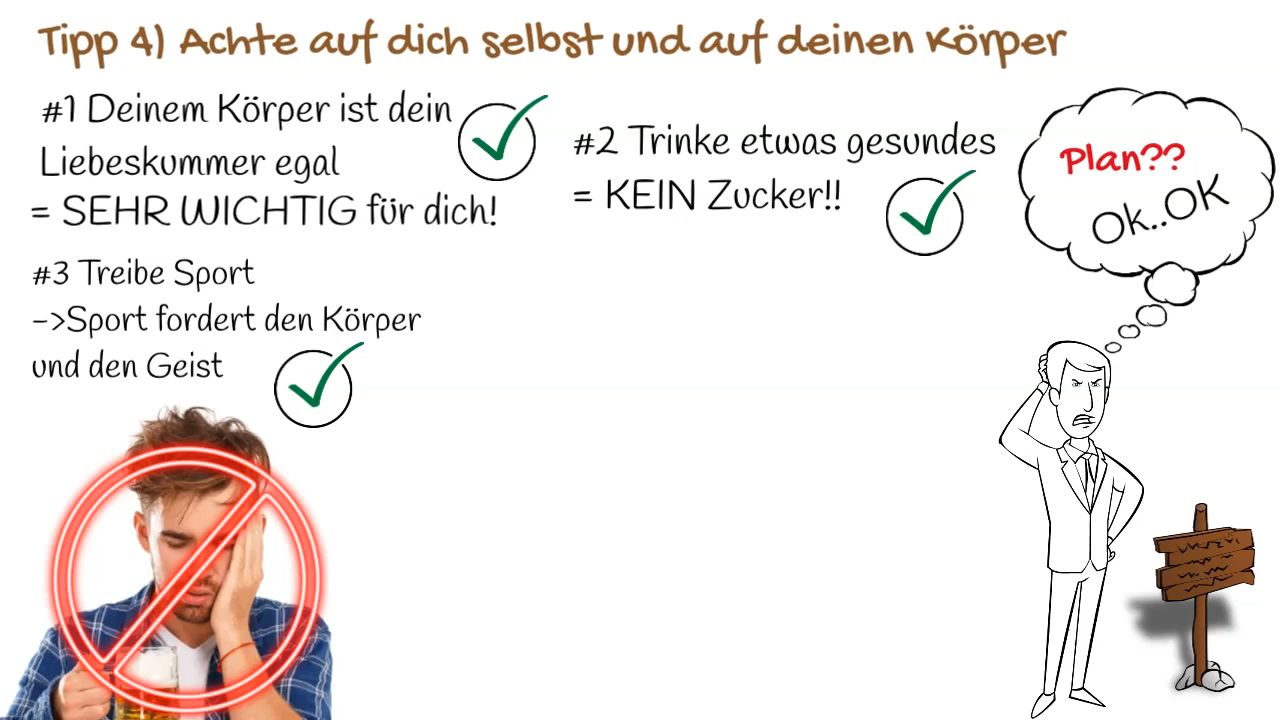 Tipp 4) Achte auf dich selbst und auf deinen Körper
#1 Deinem Körper ist dein
Liebeskummer egal
= SEHR WICHTIG für dich!
#2 Trinke etwas gesundes
= KEIN Zucker!!
#3 Treibe Sport
->Sport fordert den Körper
und den Geist
Plan??
Ok..OK